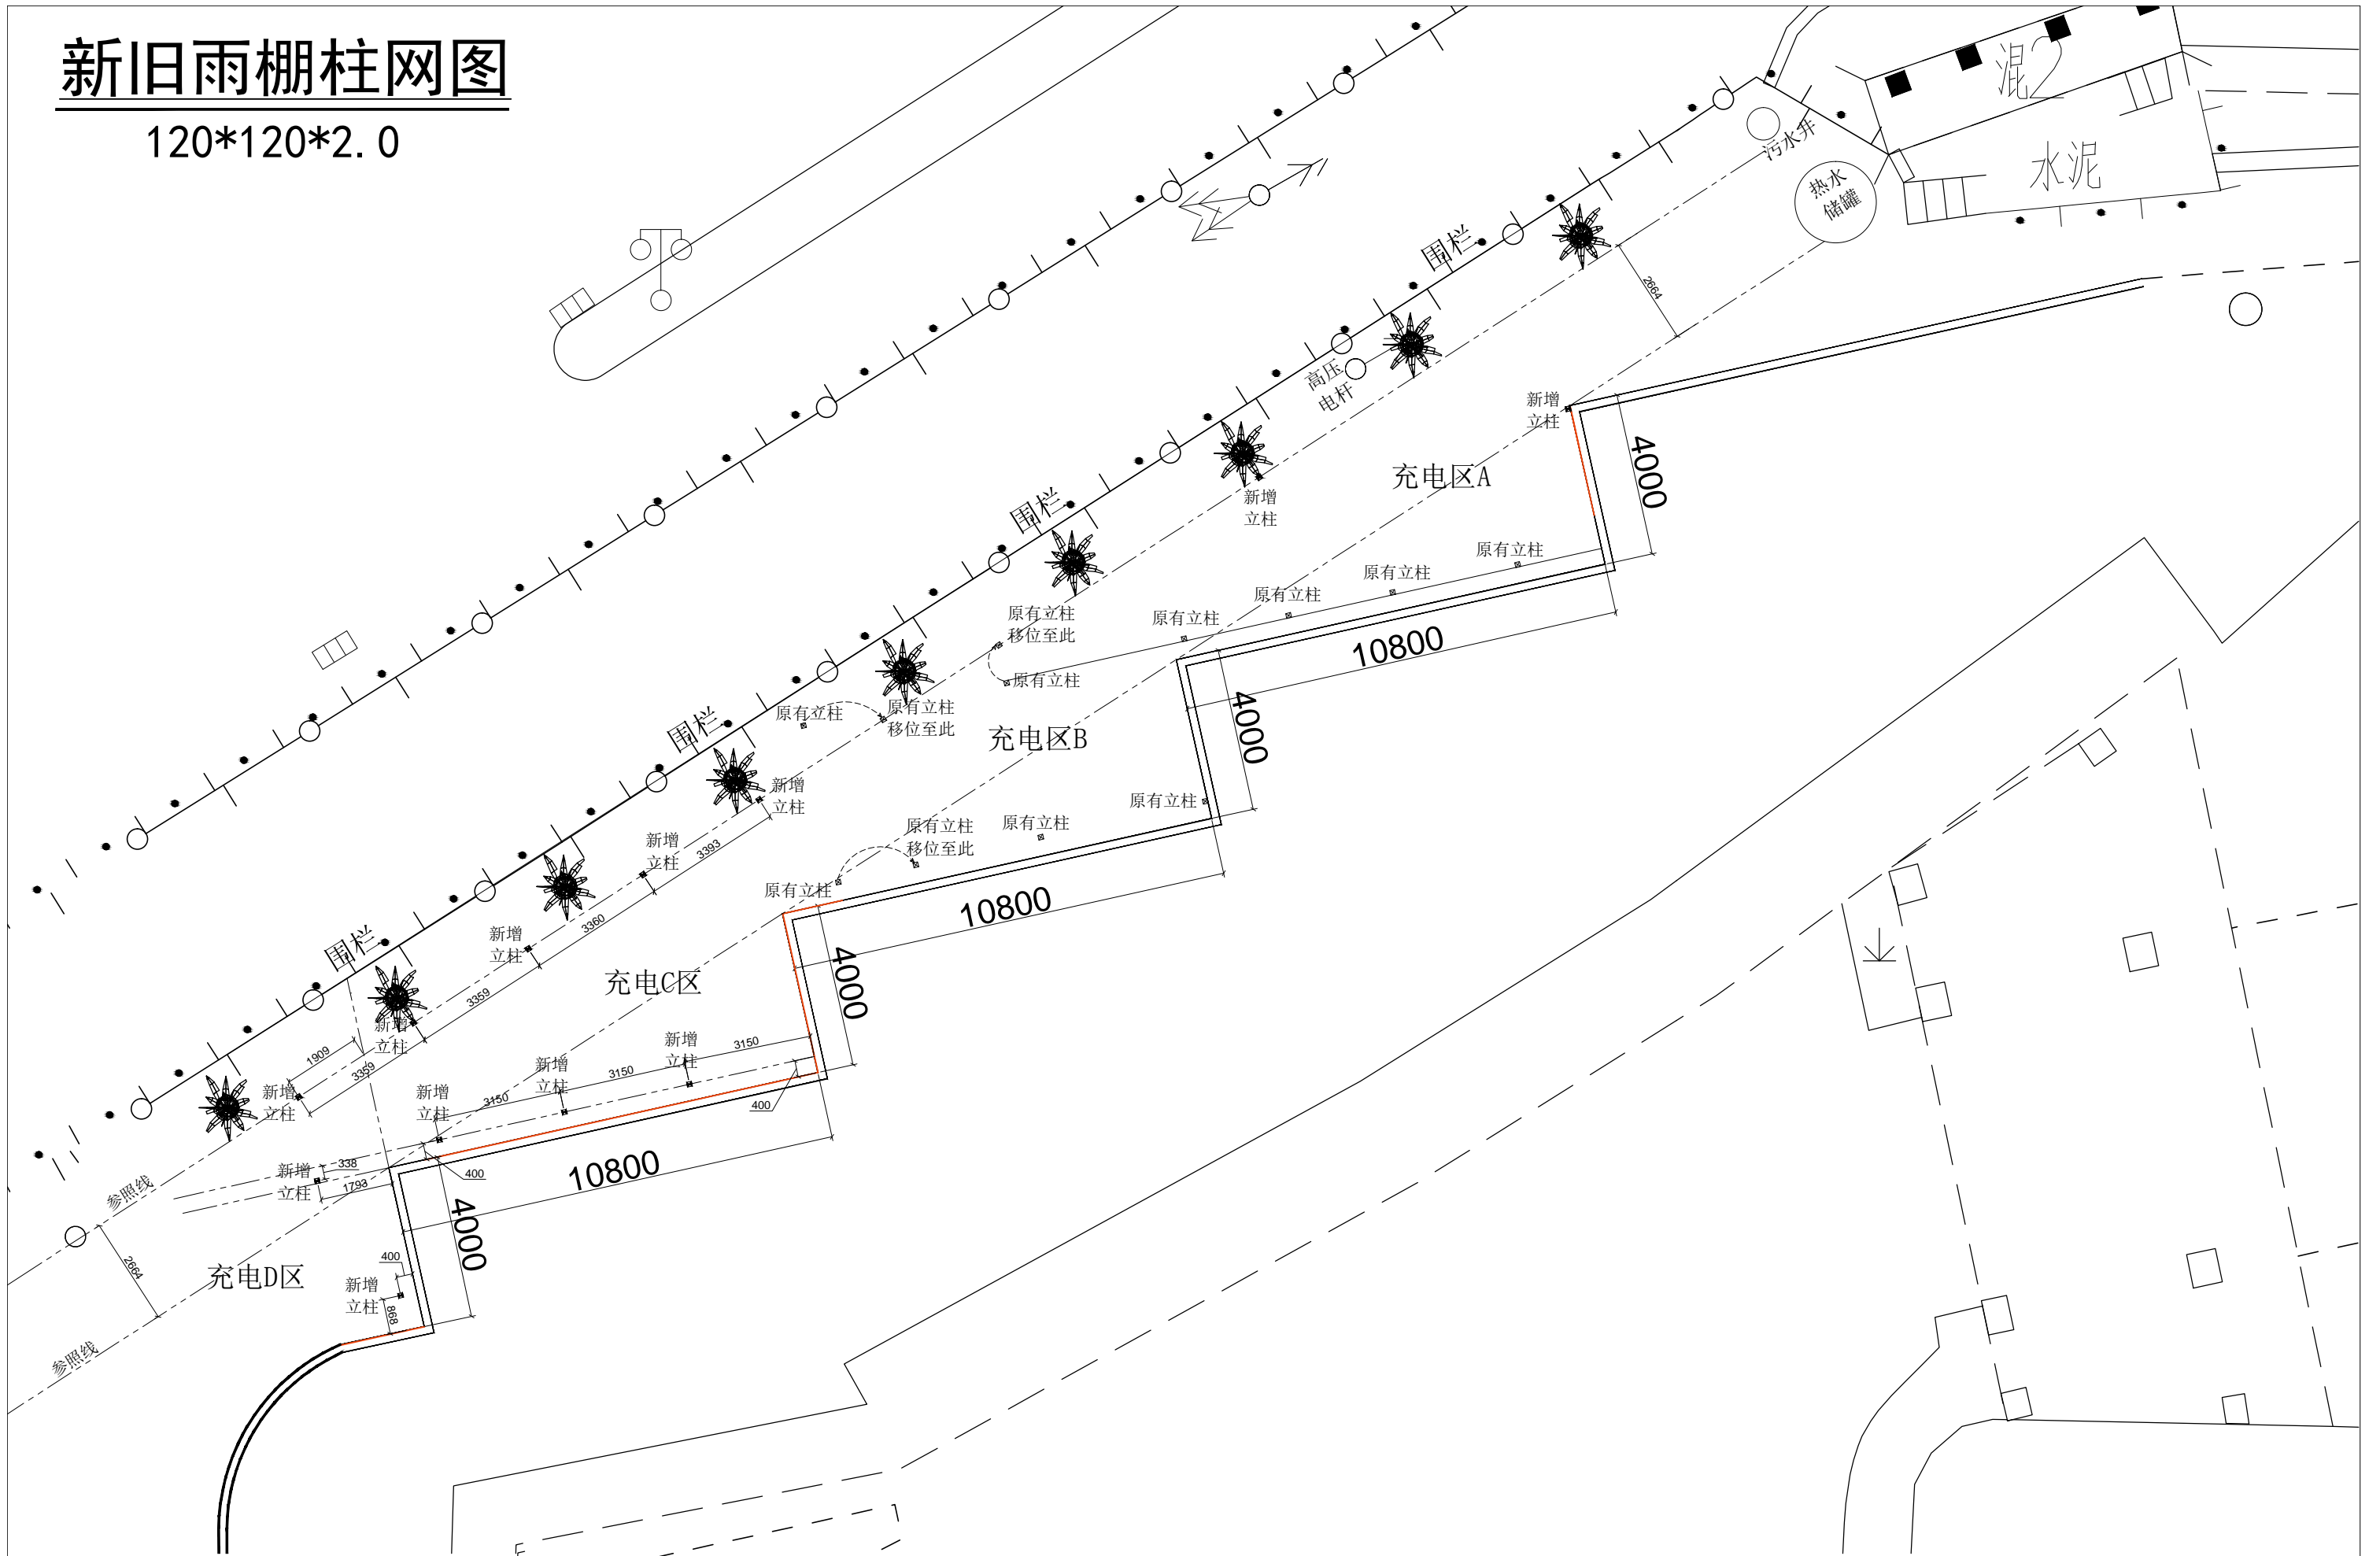 新旧雨棚柱网图
120*120*2.0
混2
水泥
污水井
热水
储罐
围栏
2664
高压
电杆
新增
立柱
4000
充电区A
新增
立柱
围栏
原有立柱
原有立柱
原有立柱
原有立柱
原有立柱
移位至此
原有立柱
10800
4000
围栏
原有立柱
原有立柱
移位至此
充电区B
新增
立柱
原有立柱
原有立柱
原有立柱
移位至此
原有立柱
新增
立柱
3393
10800
4000
围栏
新增
立柱
3360
充电C区
3359
新增
立柱
1909
3359
新增
立柱
新增
立柱
3150
新增
立柱
3150
新增
立柱
3150
400
10800
400
4000
新增
立柱
338
1793
参照线
2664
充电D区
400
新增
立柱
868
参照线